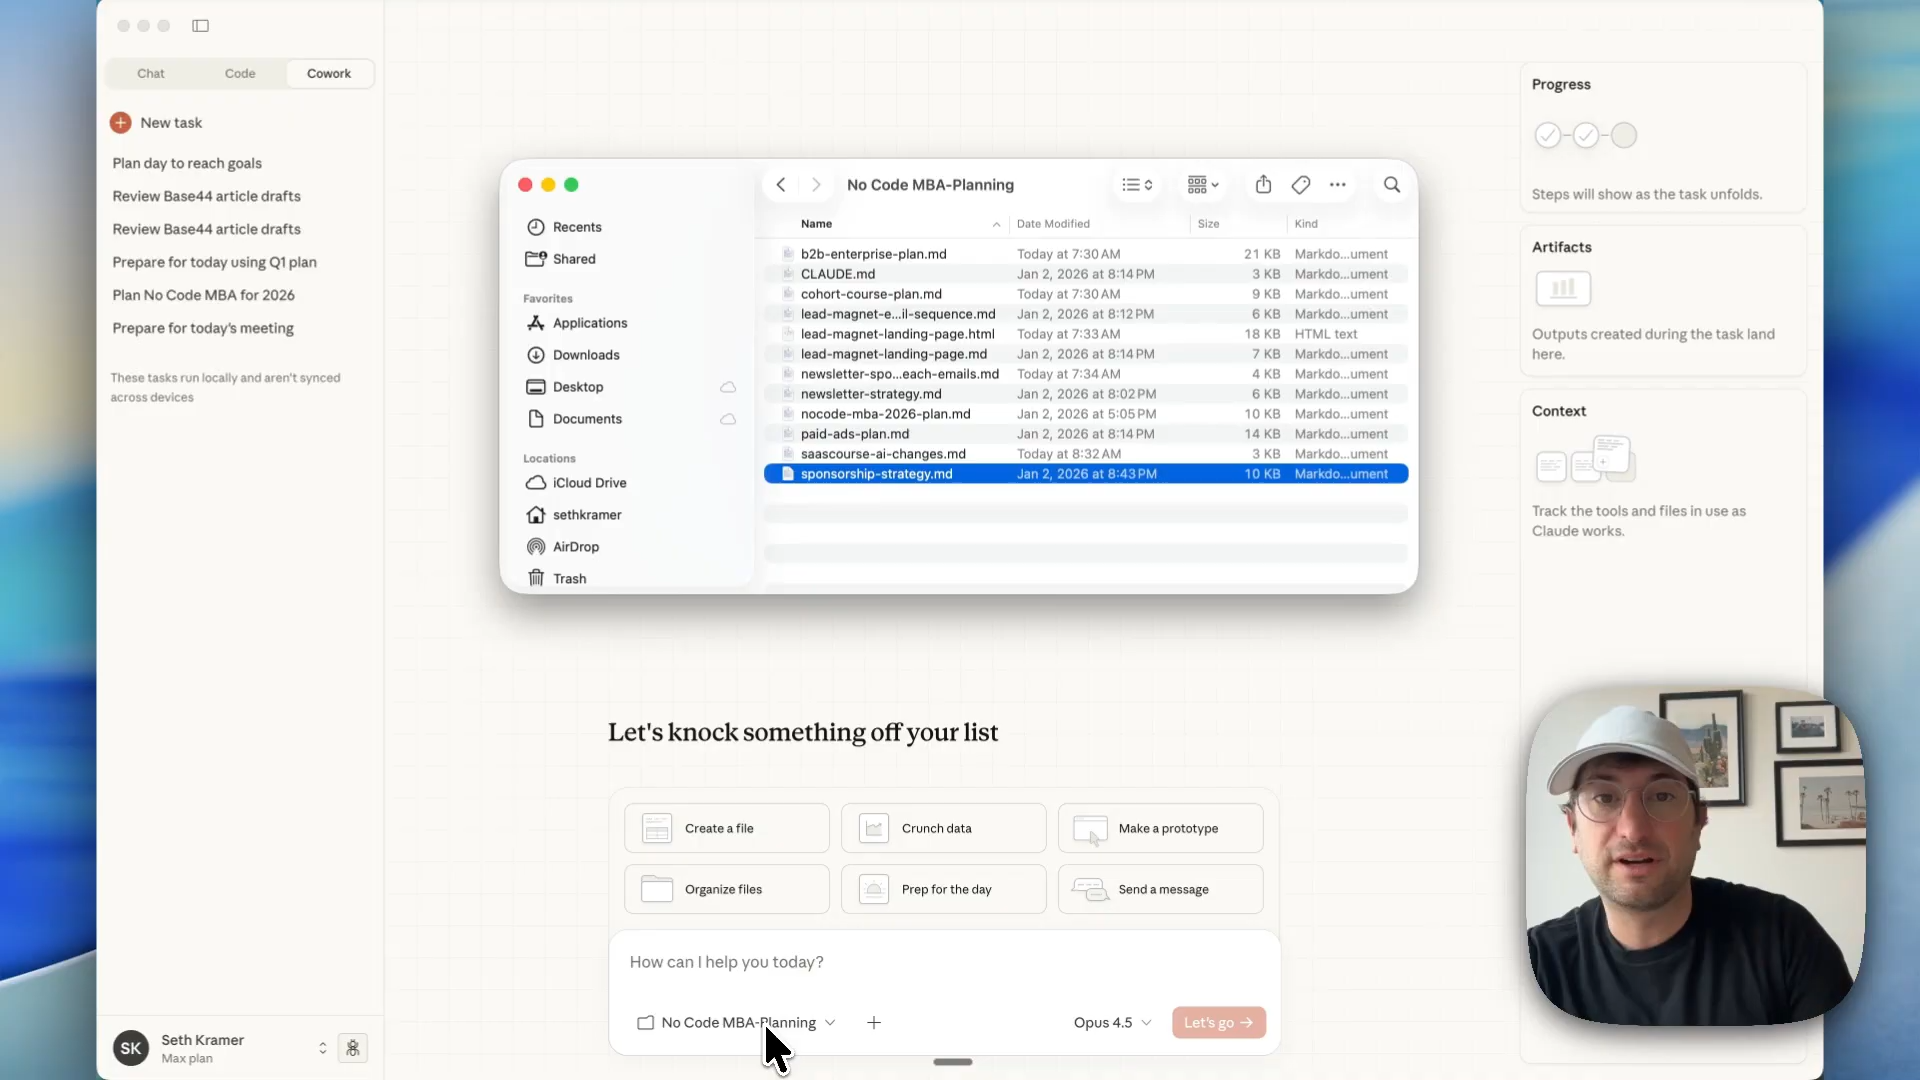 Chat Code Cowork
New task
Plan day to reach goals
Review Base44 article drafts
Review Base44 article drafts
Prepare for today using Q1 plan
Plan No Code MBA for 2026
Prepare for today's meeting
These tasks run locally and aren't synced
across devices
SK
Seth Kramer
Max plan
No Code MBA-Planning
Recents
Shared
Favorites
Applications
Downloads
Desktop
Documents
Locations
iCloud Drive
sethkramer
AirDrop
Trash
Name Date Modified Size Kind
b2b-enterprise-plan.md Today at 7:30 AM 21 KB Markdo...ument
CLAUDE.md Jan 2, 2026 at 8:14 PM 3 KB Markdo...ument
cohort-course-plan.md Today at 7:30 AM 9 KB Markdo...ument
lead-magnet-e...il-sequence.md Jan 2, 2026 at 8:12 PM 6 KB Markdo...ument
lead-magnet-landing-page.html Today at 7:33 AM 18 KB HTML text
lead-magnet-landing-page.md Jan 2, 2026 at 8:14 PM 7 KB Markdo...ument
newsletter-spo...each-emails.md Today at 7:34 AM 4 KB Markdo...ument
newsletter-strategy.md Jan 2, 2026 at 8:02 PM 6 KB Markdo...ument
nocode-mba-2026-plan.md Jan 2, 2026 at 5:05 PM 10 KB Markdo...ument
paid-ads-plan.md Jan 2, 2026 at 8:14 PM 14 KB Markdo...ument
saascourse-ai-changes.md Today at 8:32 AM 3 KB Markdo...ument
sponsorship-strategy.md Jan 2, 2026 at 8:43 PM 10 KB Markdo...ument
Let's knock something off your list
Create a file Crunch data Make a prototype
Organize files Prep for the day Send a message
How can I help you today?
No Code MBA-Planning Opus 4.5 Let's go →
Progress
Steps will show as the task unfolds.
Artifacts
Outputs created during the task land
here.
Context
Track the tools and files in use as
Claude works.